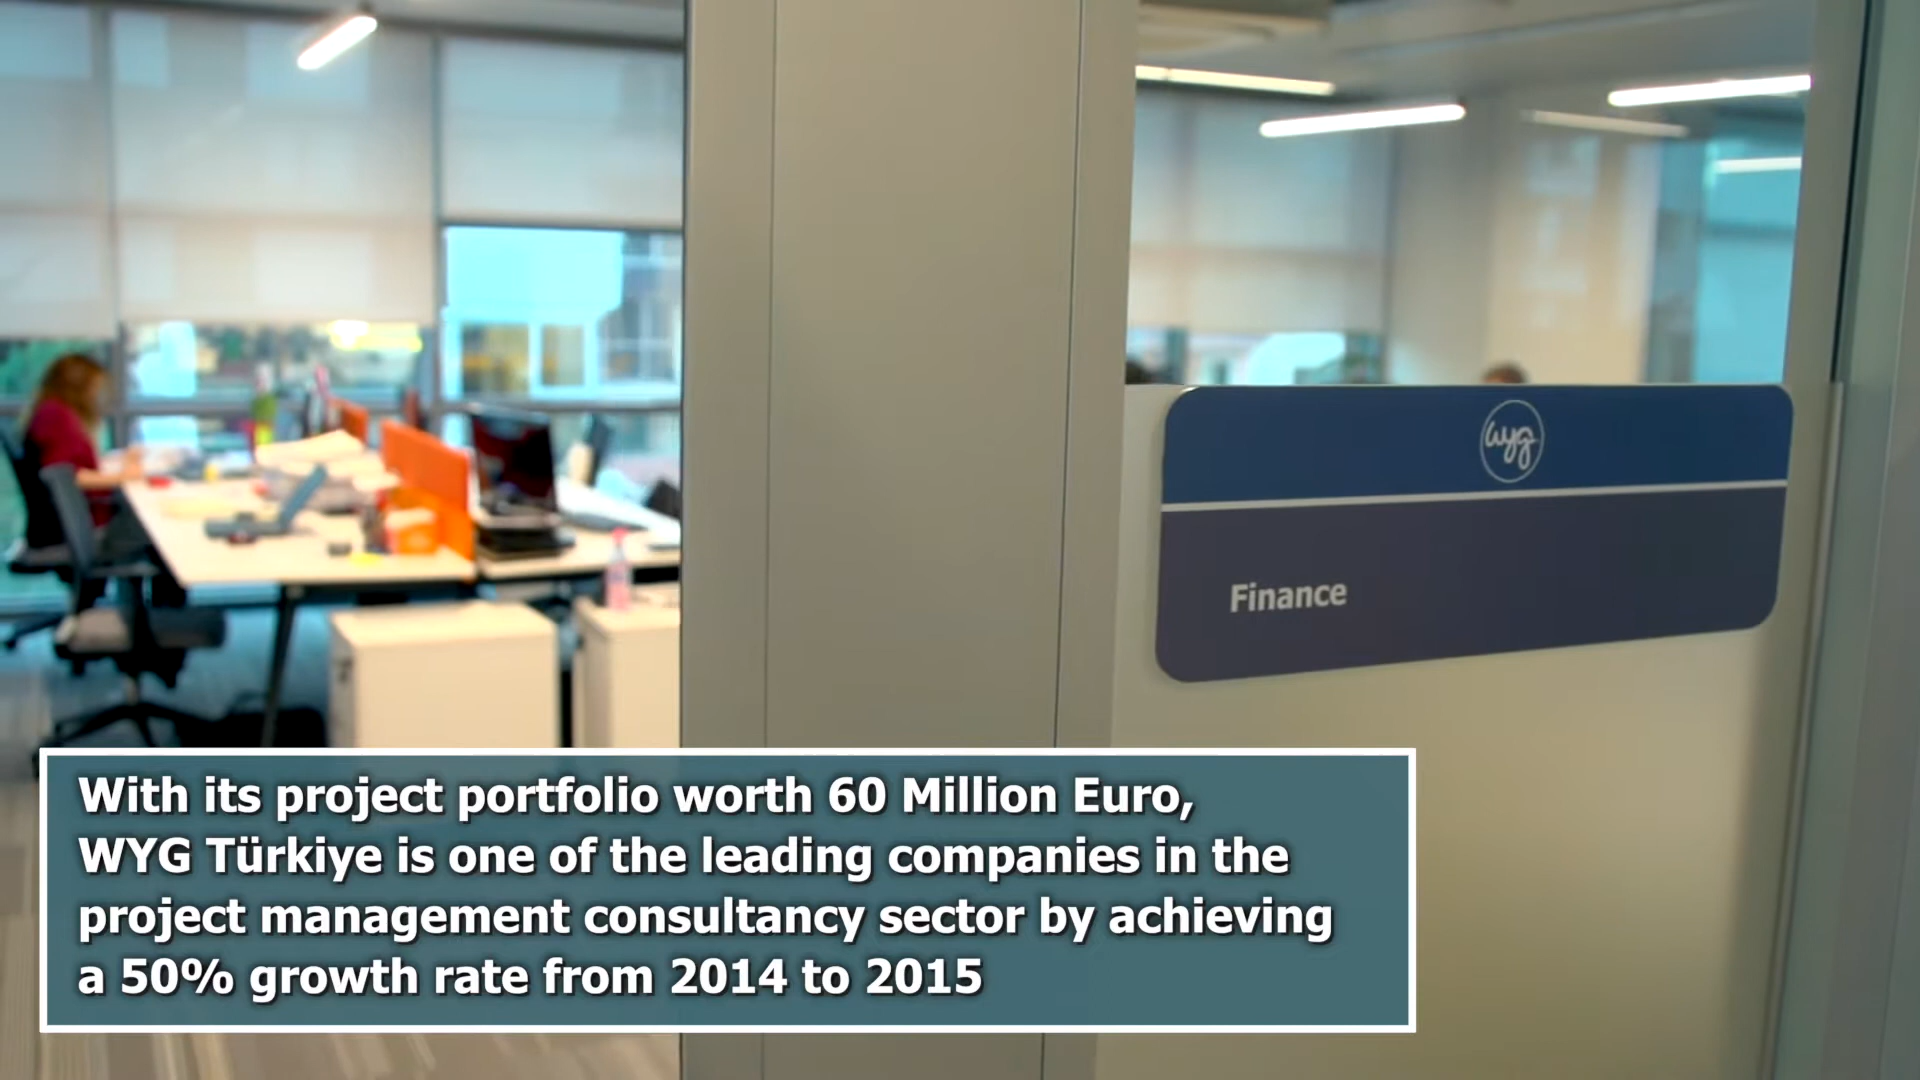 wyg
Finance
With its project portfolio worth 60 Million Euro,
WYG Türkiye is one of the leading companies in the
project management consultancy sector by achieving
a 50% growth rate from 2014 to 2015